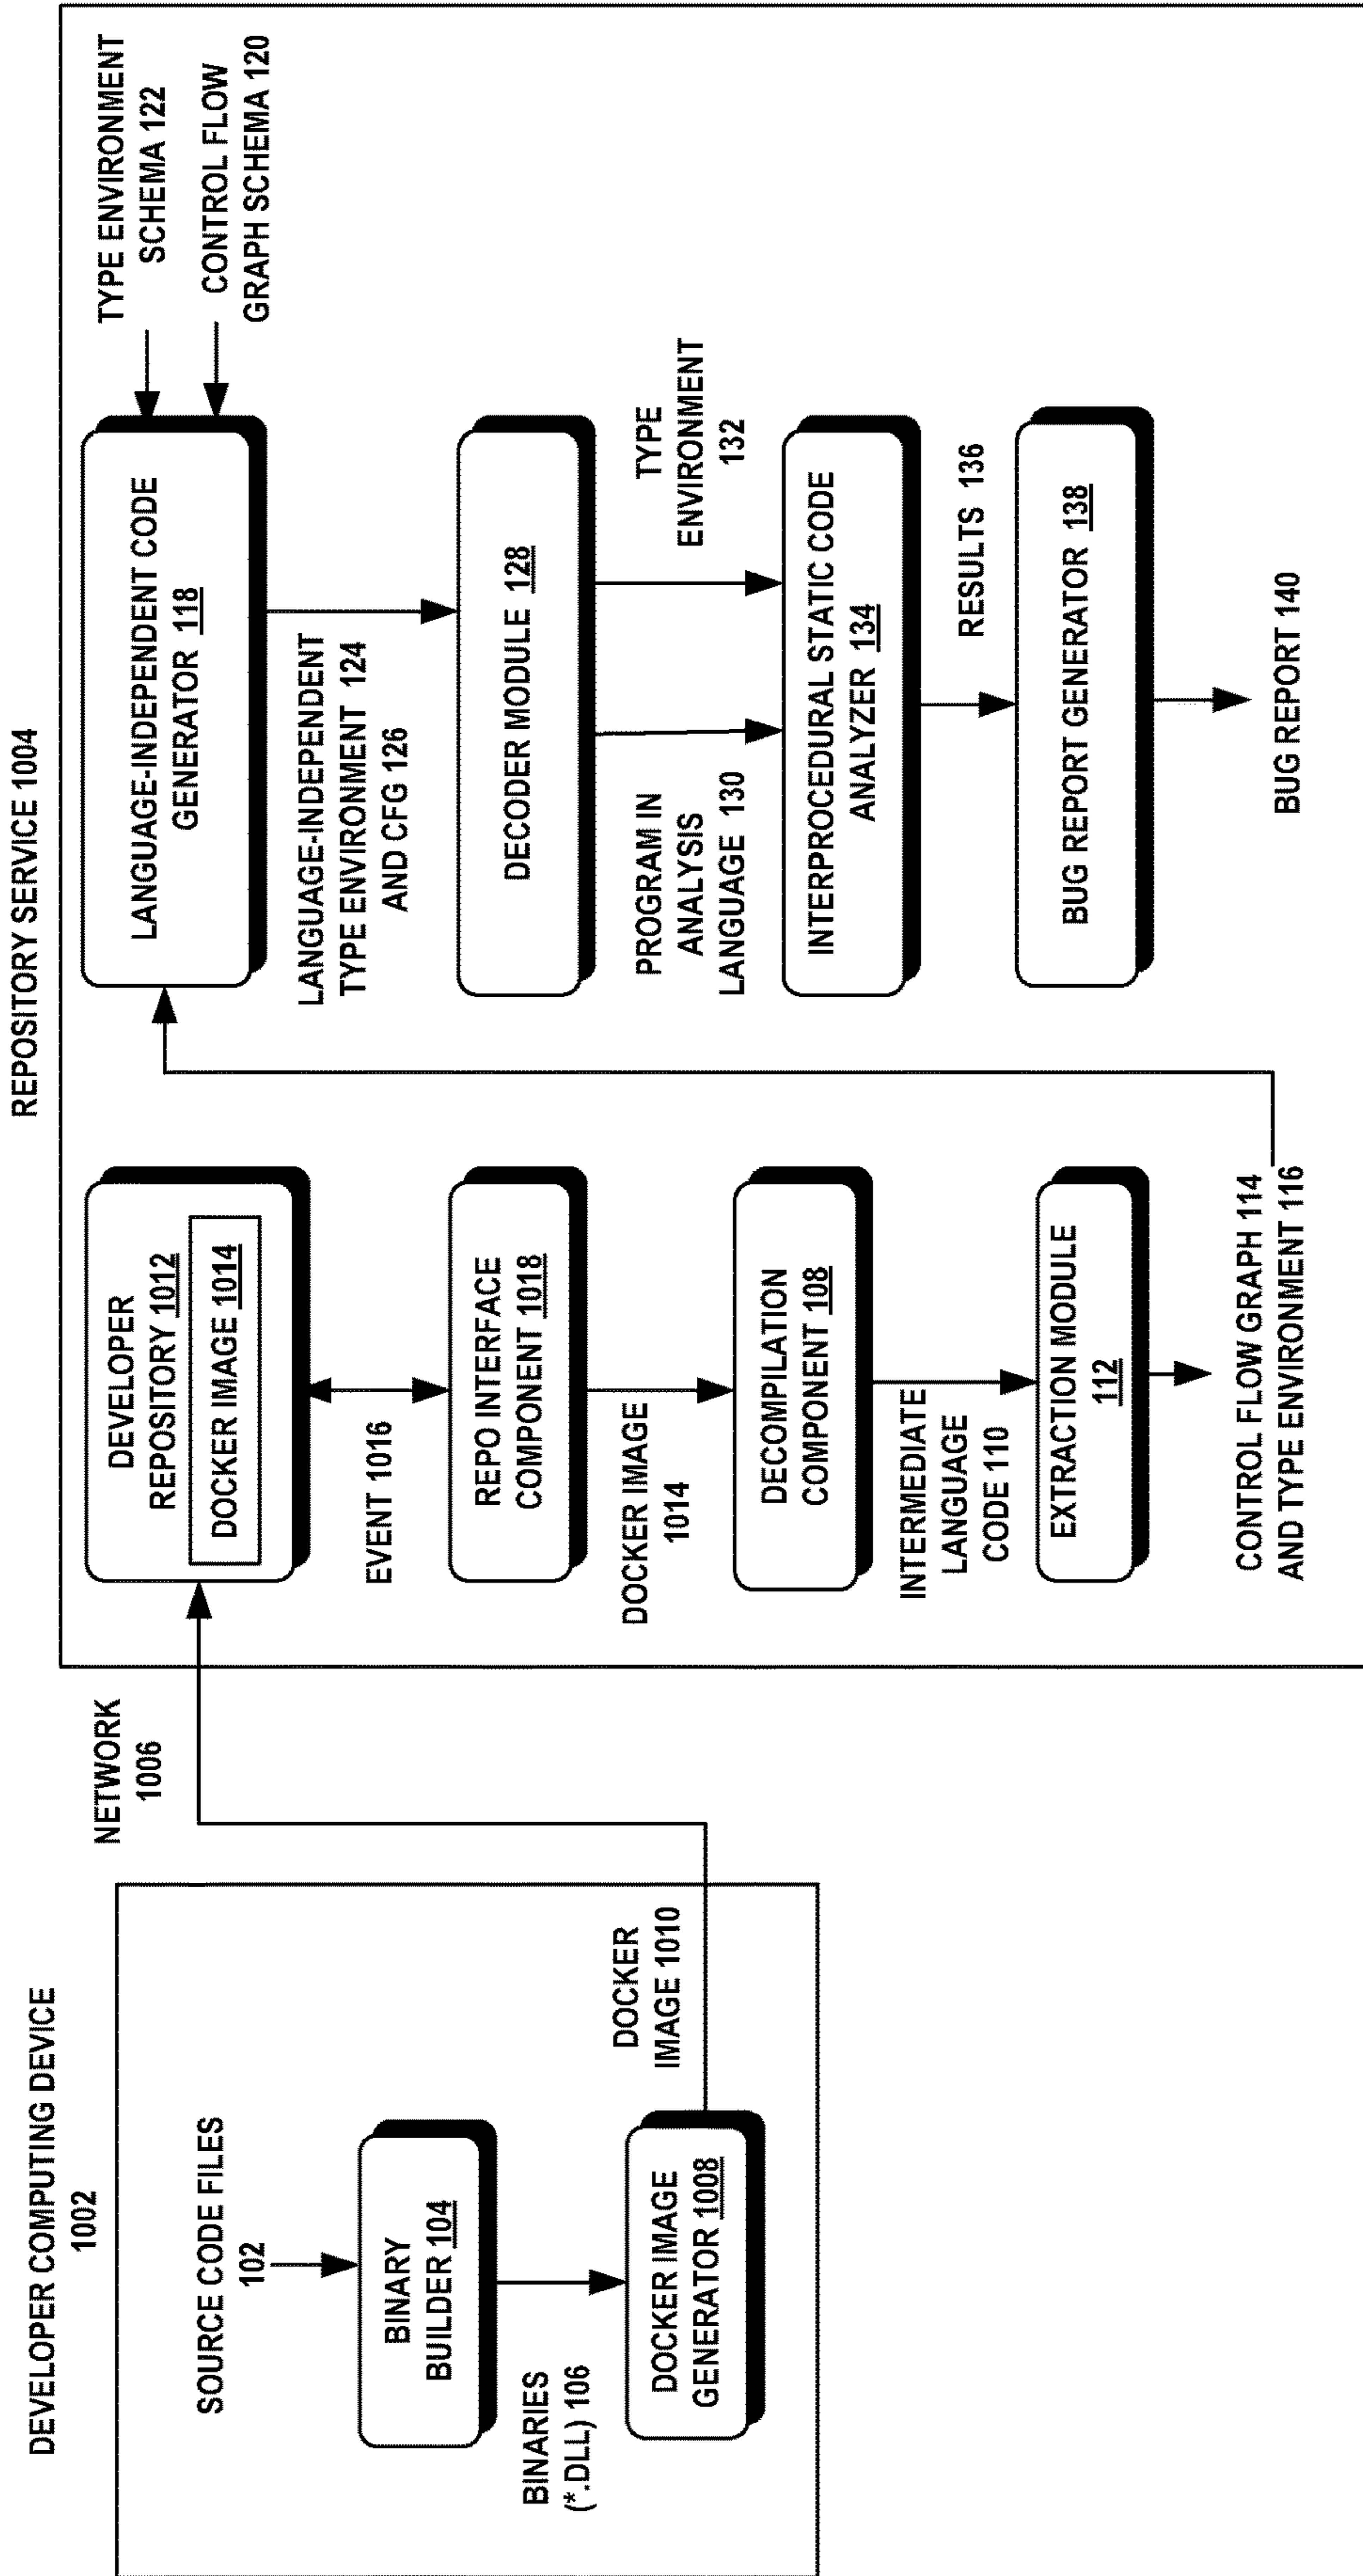 DEVELOPER COMPUTING DEVICE
1002
SOURCE CODE FILES
102
BINARY
BUILDER 104
BINARIES
(*.DLL) 106
DOCKER IMAGE
GENERATOR 1008
DOCKER
IMAGE 1010
NETWORK
1006
REPOSITORY SERVICE 1004
DEVELOPER
REPOSITORY 1012
DOCKER IMAGE 1014
EVENT 1016
REPO INTERFACE
COMPONENT 1018
DOCKER IMAGE
1014
DECOMPILATION
COMPONENT 108
INTERMEDIATE
LANGUAGE
CODE 110
EXTRACTION MODULE
112
CONTROL FLOW GRAPH 114
AND TYPE ENVIRONMENT 116
TYPE ENVIRONMENT
SCHEMA 122
CONTROL FLOW
GRAPH SCHEMA 120
LANGUAGE-INDEPENDENT CODE
GENERATOR 118
LANGUAGE-INDEPENDENT
TYPE ENVIRONMENT 124
AND CFG 126
DECODER MODULE 128
PROGRAM IN
ANALYSIS
LANGUAGE 130
TYPE
ENVIRONMENT
132
INTERPROCEDURAL STATIC CODE
ANALYZER 134
RESULTS 136
BUG REPORT GENERATOR 138
BUG REPORT 140